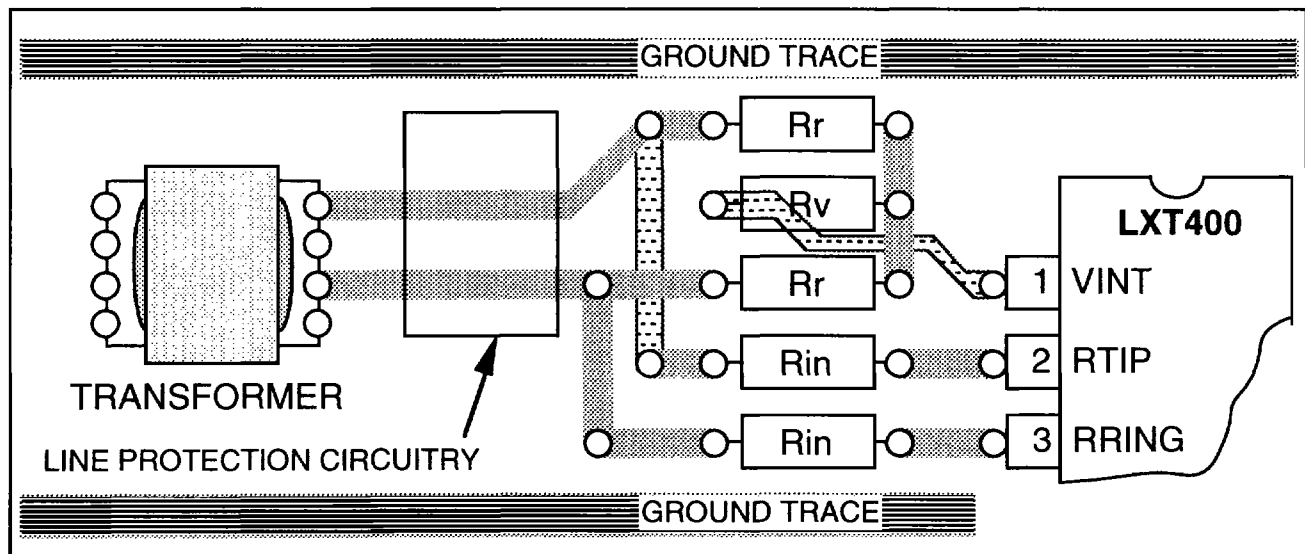 GROUND TRACE
Rr
Rv
LXT400
Rr
1 VINT
Rin
2 RTIP
TRANSFORMER
Rin
3 RRING
LINE PROTECTION CIRCUITRY
GROUND TRACE